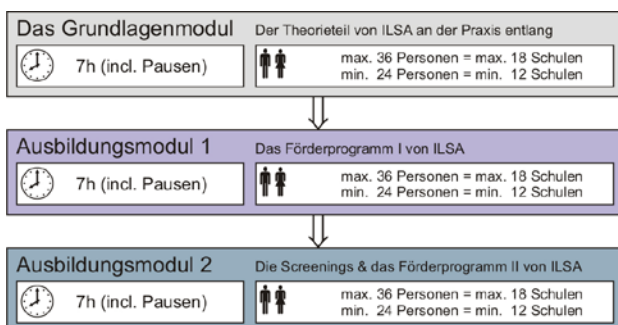 Das Grundlagenmodul Der Theorieteil von ILSA an der Praxis entlang
7h (incl. Pausen)
max. 36 Personen = max. 18 Schulen
min. 24 Personen = min. 12 Schulen
Ausbildungsmodul 1 Das Förderprogramm I von ILSA
7h (incl. Pausen)
max. 36 Personen = max. 18 Schulen
min. 24 Personen = min. 12 Schulen
Ausbildungsmodul 2 Die Screenings & das Förderprogramm II von ILSA
7h (incl. Pausen)
max. 36 Personen = max. 18 Schulen
min. 24 Personen = min. 12 Schulen